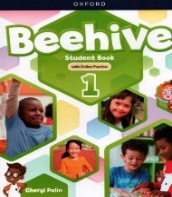 OXFORD
Beehive
Student Book
with Online Practice
1
Cheryl Palin